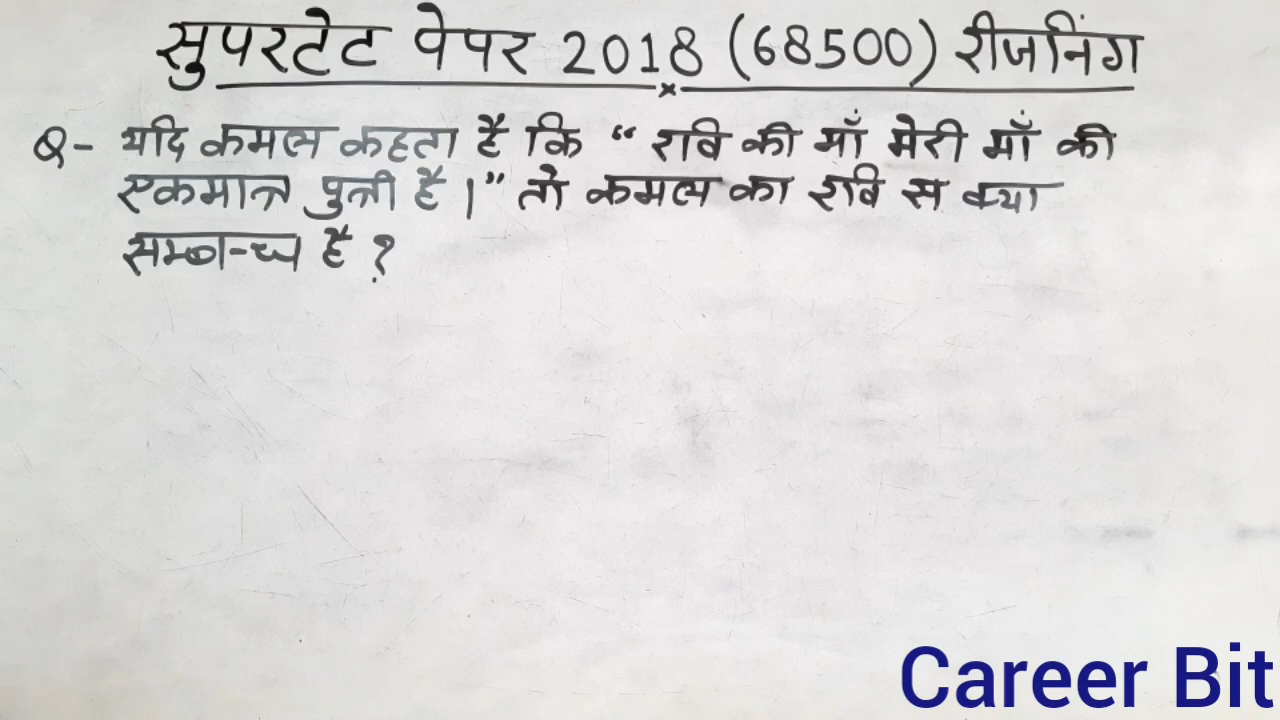 सुपरटेट पेपर 2018 (68500) रीजनिंग
Q- यदि कमल कहता है कि "रवि की माँ मेरी माँ की
एकमात्र पुत्री है।" तो कमल का रवि स क्या
सम्बन्ध है ?
Career Bit